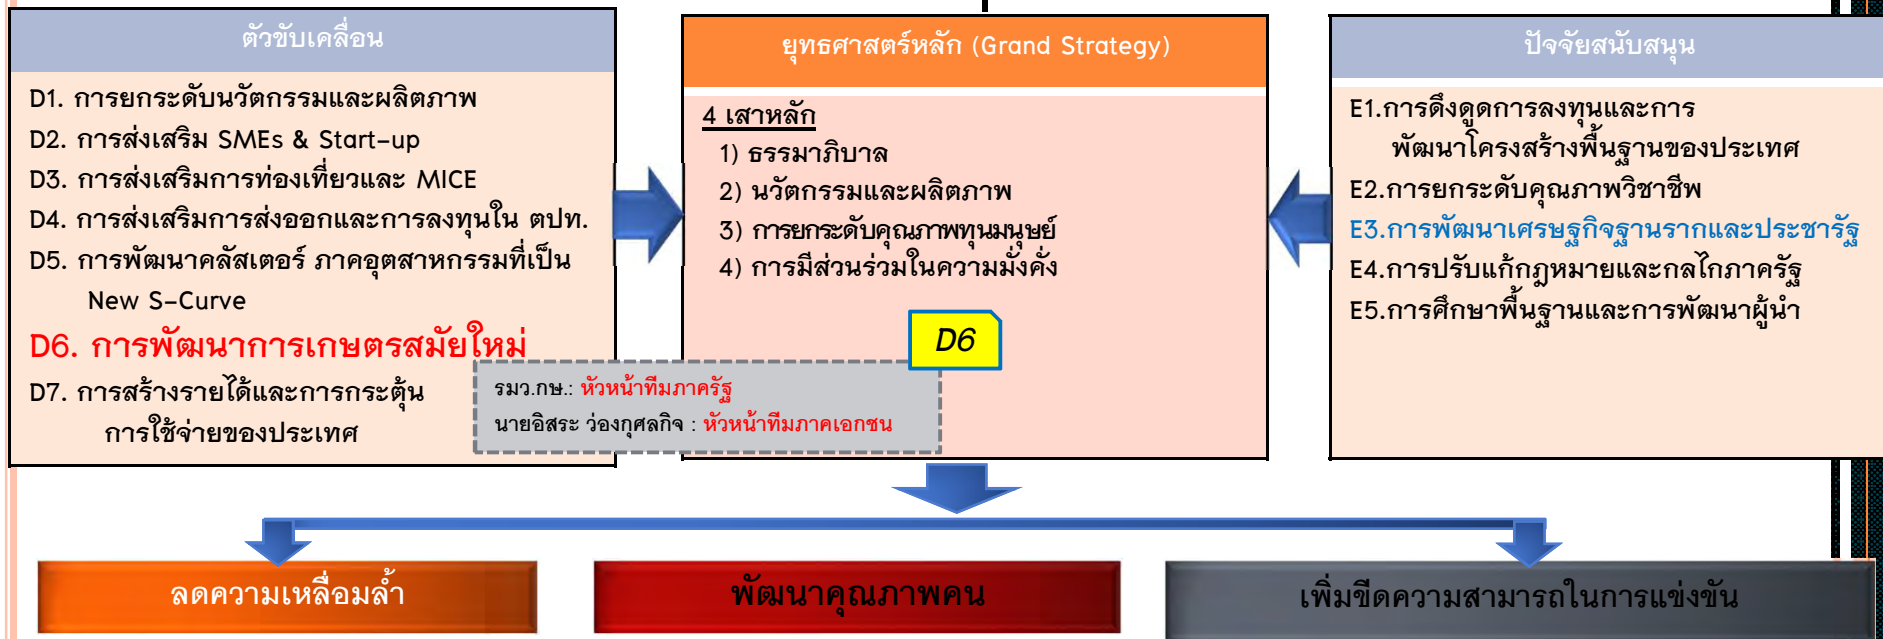 ตัวขับเคลื่อน
D1. การยกระดับนวัตกรรมและผลิตภาพ
D2. การส่งเสริม SMEs & Start-up
D3. การส่งเสริมการท่องเที่ยวและ MICE
D4. การส่งเสริมการส่งออกและการลงทุนใน ตปท.
D5. การพัฒนาคลัสเตอร์ ภาคอุตสาหกรรมที่เป็น
New S-Curve
D6. การพัฒนาการเกษตรสมัยใหม่
D7. การสร้างรายได้และการกระตุ้น
การใช้จ่ายของประเทศ
ยุทธศาสตร์หลัก (Grand Strategy)
4 เสาหลัก
1) ธรรมาภิบาล
2) นวัตกรรมและผลิตภาพ
3) การยกระดับคุณภาพทุนมนุษย์
4) การมีส่วนร่วมในความมั่งคั่ง
D6
รมว.กษ.: หัวหน้าทีมภาครัฐ
นายอิสระ ว่องกุศลกิจ : หัวหน้าทีมภาคเอกชน
ปัจจัยสนับสนุน
E1.การดึงดูดการลงทุนและการ
พัฒนาโครงสร้างพื้นฐานของประเทศ
E2.การยกระดับคุณภาพวิชาชีพ
E3.การพัฒนาเศรษฐกิจฐานรากและประชารัฐ
E4.การปรับแก้กฎหมายและกลไกภาครัฐ
E5.การศึกษาพื้นฐานและการพัฒนาผู้นำ
ลดความเหลื่อมล้ำ
พัฒนาคุณภาพคน
เพิ่มขีดความสามารถในการแข่งขัน